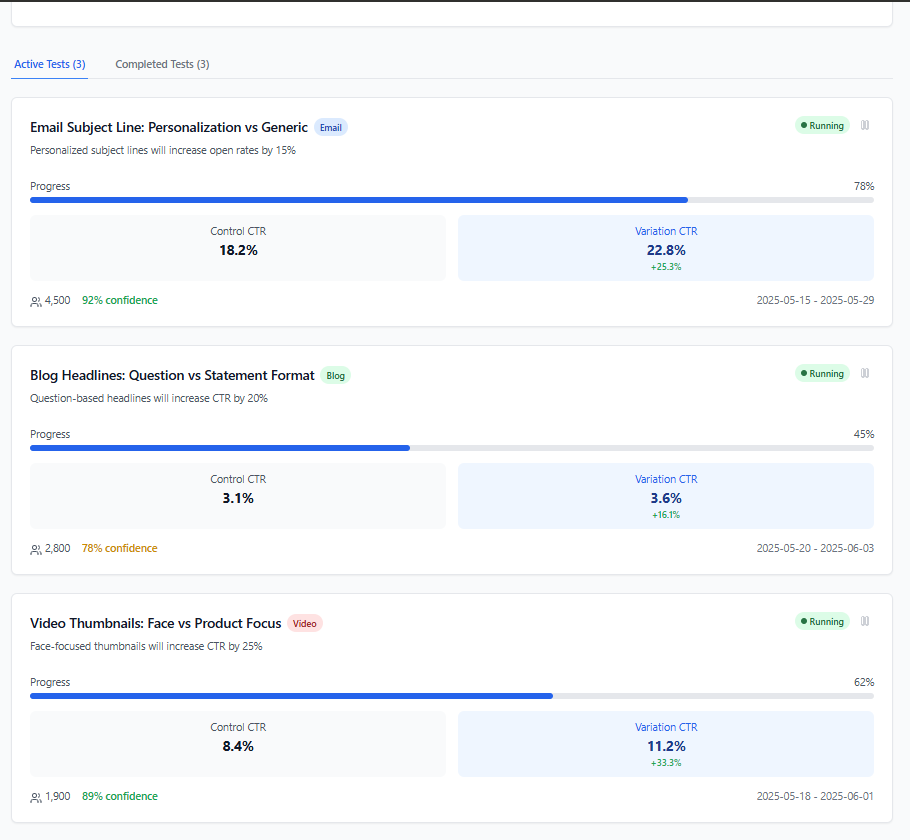 Active Tests (3) Completed Tests (3)
Email Subject Line: Personalization vs Generic Email Running
Personalized subject lines will increase open rates by 15%
Progress 78%
Control CTR Variation CTR
18.2% 22.8%
+25.3%
4,500 92% confidence 2025-05-15 - 2025-05-29
Blog Headlines: Question vs Statement Format Blog Running
Question-based headlines will increase CTR by 20%
Progress 45%
Control CTR Variation CTR
3.1% 3.6%
+16.1%
2,800 78% confidence 2025-05-20 - 2025-06-03
Video Thumbnails: Face vs Product Focus Video Running
Face-focused thumbnails will increase CTR by 25%
Progress 62%
Control CTR Variation CTR
8.4% 11.2%
+33.3%
1,900 89% confidence 2025-05-18 - 2025-06-01